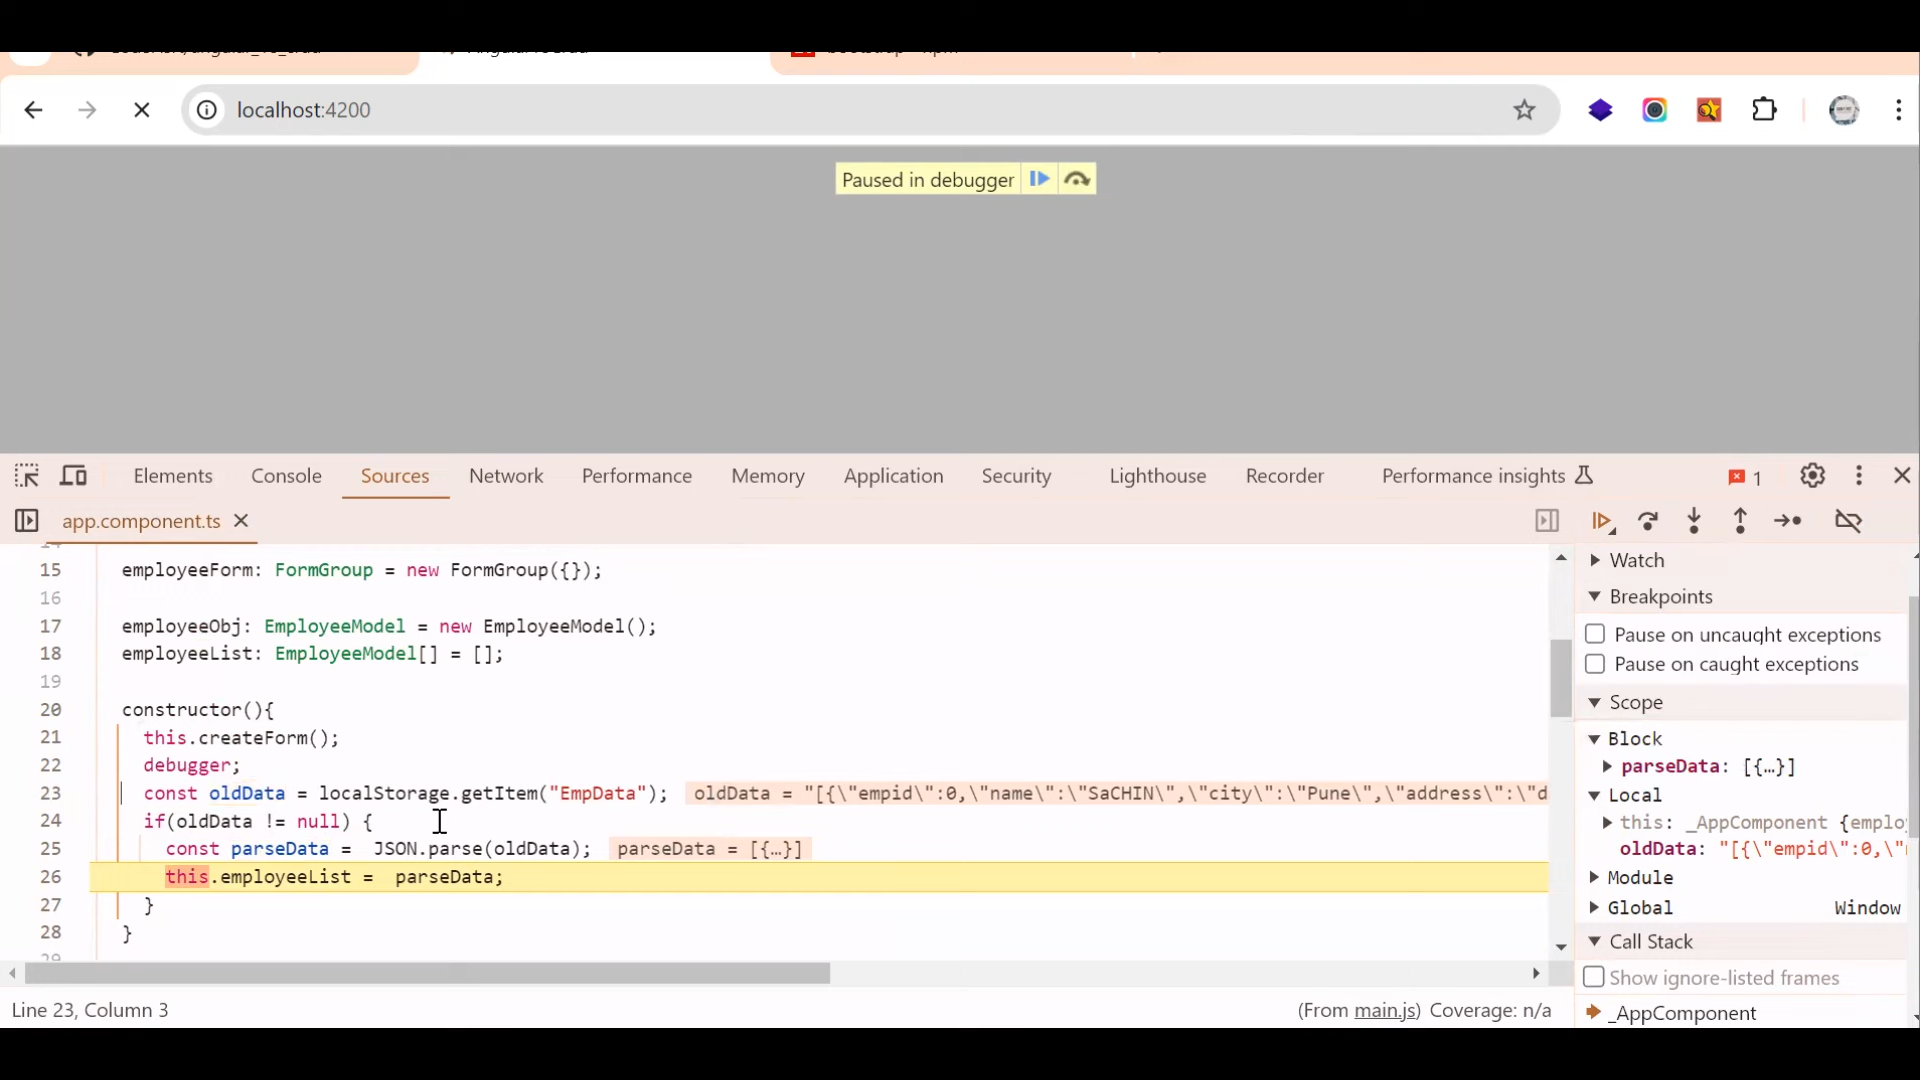 localhost:4200
Paused in debugger
Elements Console Sources Network Performance Memory Application Security Lighthouse Recorder Performance insights 1
app.component.ts
15 employeeForm: FormGroup = new FormGroup({});
16
17 employeeObj: EmployeeModel = new EmployeeModel();
18 employeeList: EmployeeModel[] = [];
19
20 constructor(){
21 this.createForm();
22 debugger;
23 const oldData = localStorage.getItem("EmpData"); oldData = "[{\"empid\":0,\"name\":\"SaCHIN\",\"city\":\"Pune\",\"address\":\"d
24 if(oldData != null) {
25 const parseData = JSON.parse(oldData); parseData = [{…}]
26 this.employeeList = parseData;
27 }
28 }
Line 23, Column 3
(From main.js) Coverage: n/a
Watch
Breakpoints
Pause on uncaught exceptions
Pause on caught exceptions
Scope
Block
parseData: [{…}]
Local
this: _AppComponent {emplo
oldData: "[{\"empid\":0,\"
Module
Global Window
Call Stack
Show ignore-listed frames
_AppComponent